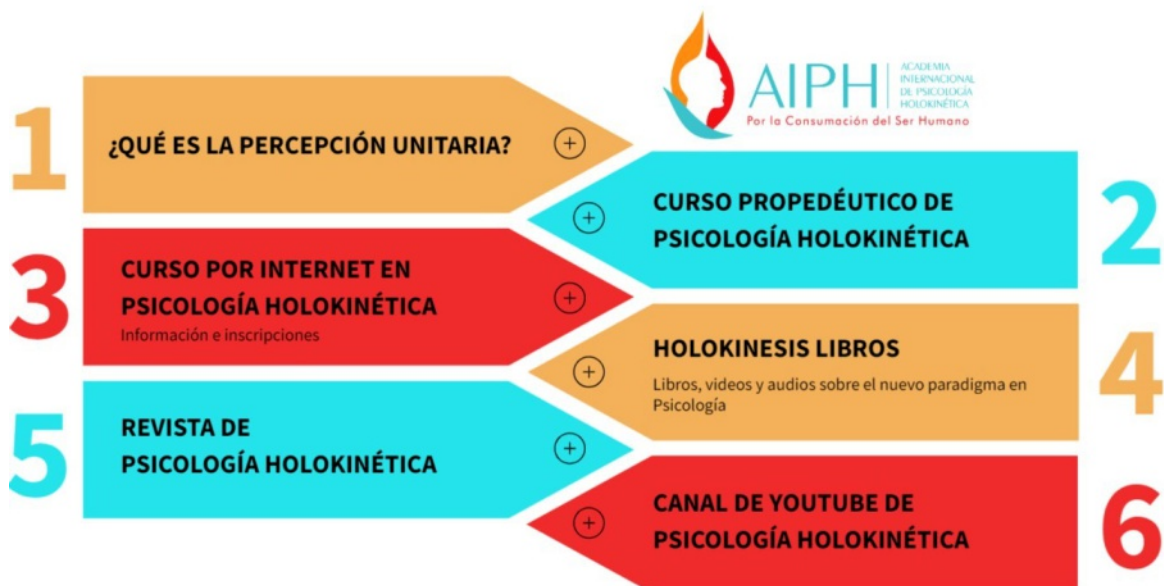 AIPH
ACADEMIA
INTERNACIONAL
DE PSICOLOGÍA
HOLOKINÉTICA
Por la Consumación del Ser Humano
1
¿QUÉ ES LA PERCEPCIÓN UNITARIA?
2
CURSO PROPEDÉUTICO DE
PSICOLOGÍA HOLOKINÉTICA
3
CURSO POR INTERNET EN
PSICOLOGÍA HOLOKINÉTICA
Información e inscripciones
4
HOLOKINESIS LIBROS
Libros, videos y audios sobre el nuevo paradigma en
Psicología
5
REVISTA DE
PSICOLOGÍA HOLOKINÉTICA
6
CANAL DE YOUTUBE DE
PSICOLOGÍA HOLOKINÉTICA